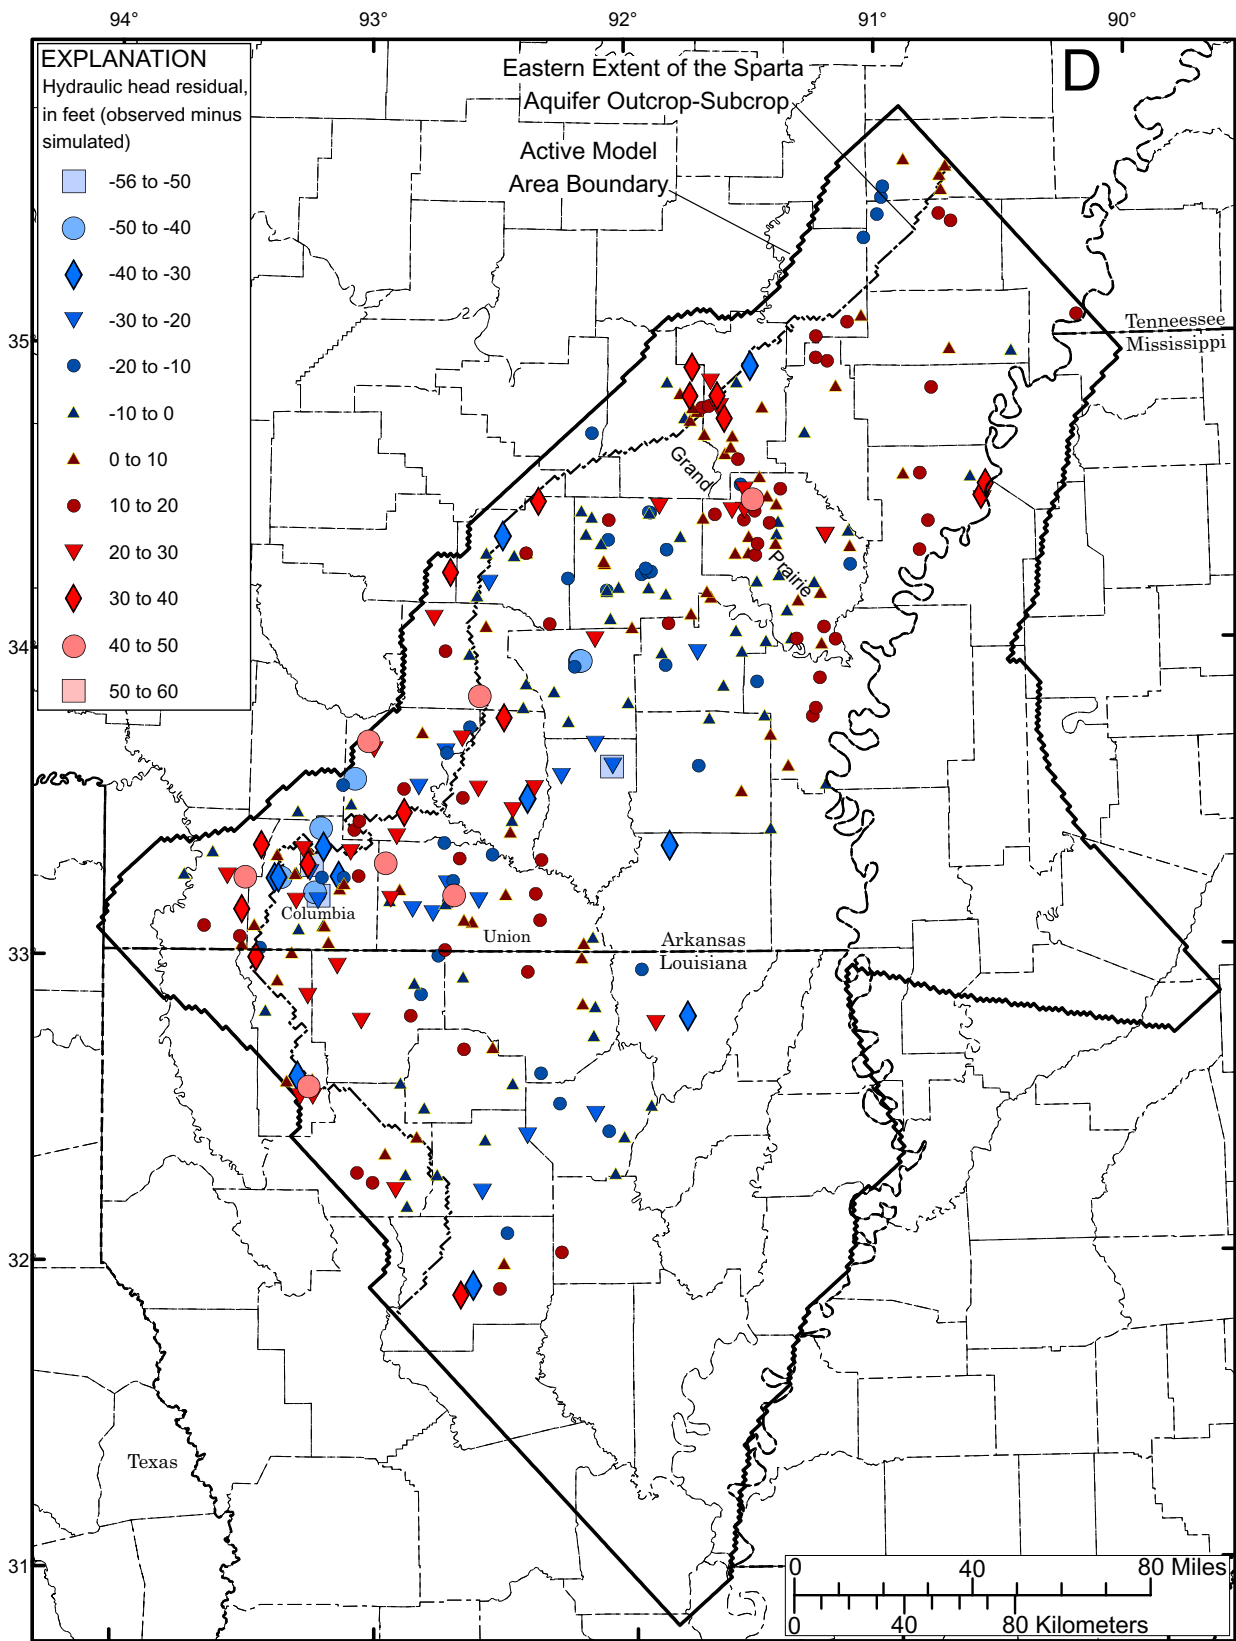 94° 93° 92° 91° 90°
EXPLANATION
Hydraulic head residual,
in feet (observed minus
simulated)
-56 to -50
-50 to -40
-40 to -30
-30 to -20
-20 to -10
-10 to 0
0 to 10
10 to 20
20 to 30
30 to 40
40 to 50
50 to 60
D
Eastern Extent of the Sparta
Aquifer Outcrop-Subcrop
Active Model
Area Boundary
35°
Tenneessee
Mississippi
Grand
Prairie
34°
Columbia
Union
Arkansas
Louisiana
33°
32°
Texas
31°
0 40 80 Miles
0 40 80 Kilometers